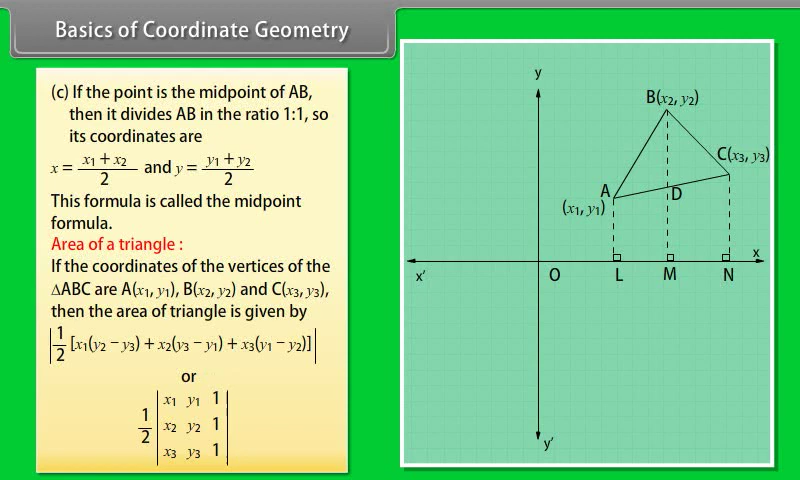 Basics of Coordinate Geometry
(c) If the point is the midpoint of AB,
then it divides AB in the ratio 1:1, so
its coordinates are
x = (x₁ + x₂)/2 and y = (y₁ + y₂)/2
This formula is called the midpoint
formula.
Area of a triangle :
If the coordinates of the vertices of the
∆ABC are A(x₁, y₁), B(x₂, y₂) and C(x₃, y₃),
then the area of triangle is given by
|1/2 [x₁(y₂ − y₃) + x₂(y₃ − y₁) + x₃(y₁ − y₂)]|
or
1/2 | x₁ y₁ 1 |
| x₂ y₂ 1 |
| x₃ y₃ 1 |
y
B(x₂, y₂)
C(x₃, y₃)
A
(x₁, y₁)
D
x
x'
O
L
M
N
y'